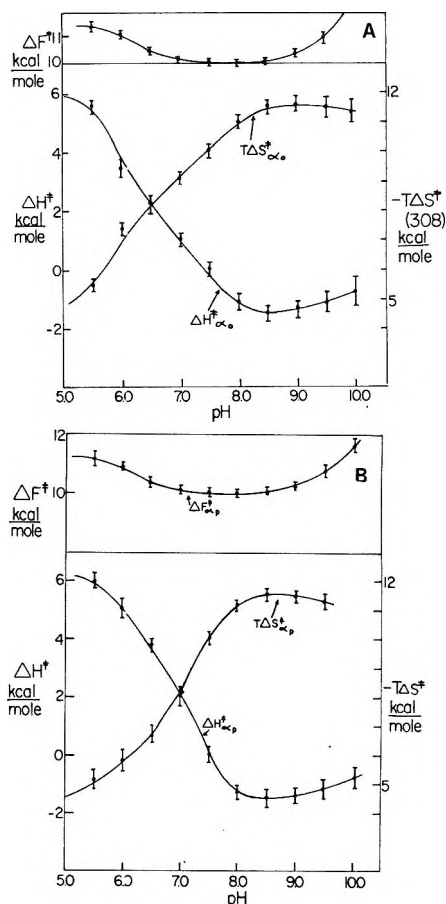 A
ΔF‡ 11
kcal 10
mole
6
4
ΔH‡ 2
kcal
mole
0
-2
12
-TΔS‡
(308)
kcal
mole
5
TΔS‡αo
ΔH‡αo
5.0 6.0 7.0 8.0 9.0 10.0
pH
B
12
ΔF‡ 10
kcal
mole
ΔF‡αp
6
4
ΔH‡
kcal 2
mole
0
-2
12
-TΔS‡
kcal
mole
5
TΔS‡αp
ΔH‡αp
5.0 6.0 7.0 8.0 9.0 10.0
pH